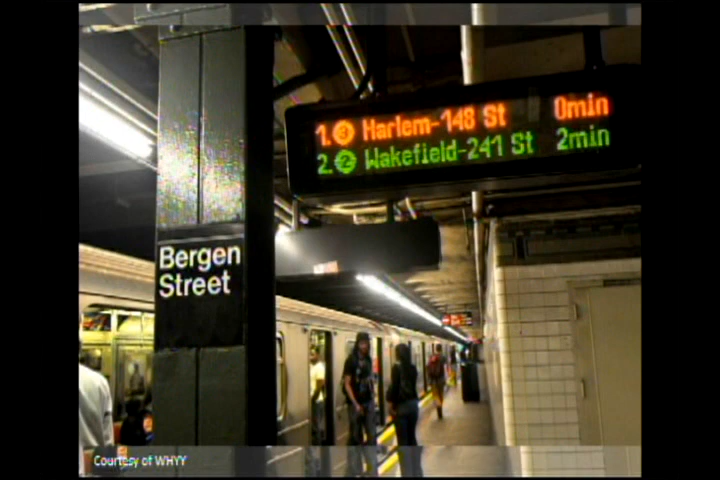 1. 3 Harlem-148 St 0min
2. 2 Wakefield-241 St 2min
Bergen
Street
Courtesy of WHYY